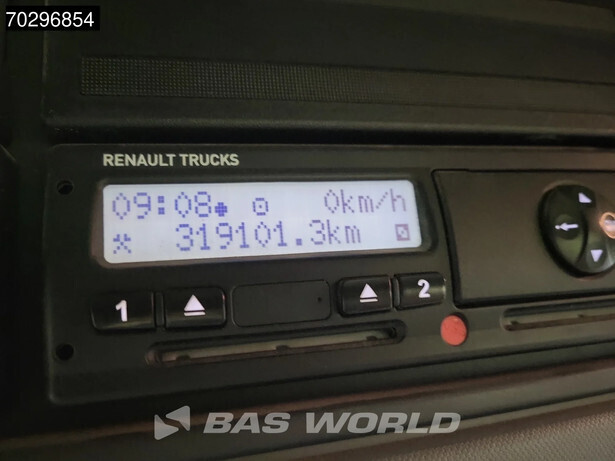 70296854
RENAULT TRUCKS
09:08 0km/h
319101.3km
1 2
BAS WORLD